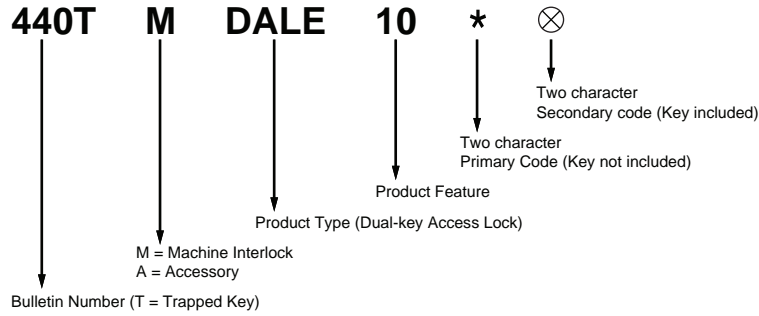 440T M DALE 10 * ⊗
Two character
Secondary code (Key included)
Two character
Primary Code (Key not included)
Product Feature
Product Type (Dual-key Access Lock)
M = Machine Interlock
A = Accessory
Bulletin Number (T = Trapped Key)